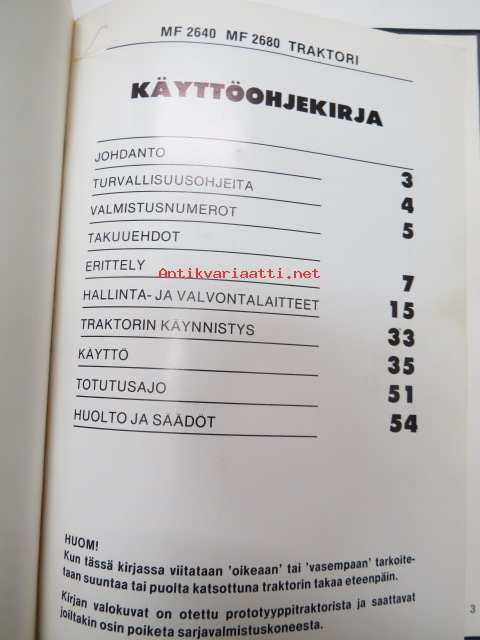 MF 2640 MF 2680 TRAKTORI
KÄYTTÖOHJEKIRJA
JOHDANTO 3
TURVALLISUUSOHJEITA 4
VALMISTUSNUMEROT 5
TAKUUEHDOT
ERITTELY 7
Antikvariaatti.net
HALLINTA- JA VALVONTALAITTEET 15
TRAKTORIN KÄYNNISTYS 33
KÄYTTÖ 35
TOTUTUSAJO 51
HUOLTO JA SÄÄDÖT 54
HUOM!
Kun tässä kirjassa viitataan 'oikeaan' tai 'vasempaan' tarkoite-
taan suuntaa tai puolta katsottuna traktorin takaa eteenpäin.
Kirjan valokuvat on otettu prototyyppitraktorista ja saattavat
joiltakin osin poiketa sarjavalmistuskoneesta.
3